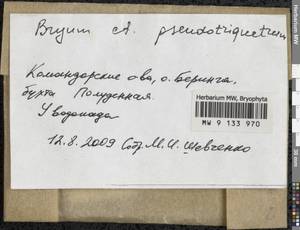 Bryum cf. pseudotriquetrum
Командорские о-ва, о. Беринга.
бухта Полуденная.
У водопада
Herbarium MW, Bryophyta
MW 9 133 970
12.8.2009 Собр. М.И. Шевченко